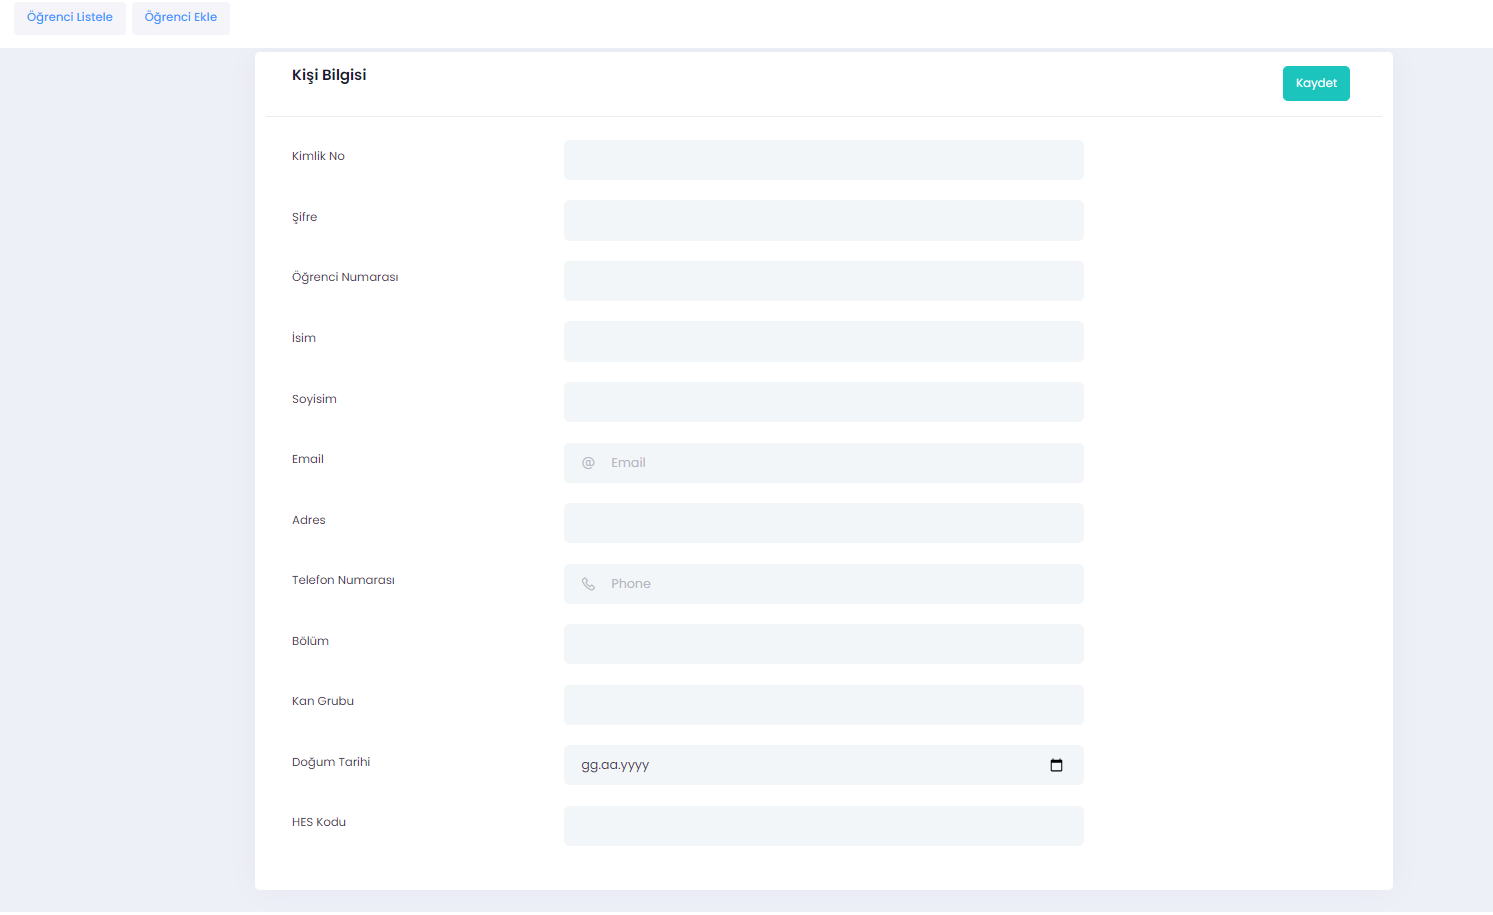 Öğrenci Listele
Öğrenci Ekle
Kişi Bilgisi
Kaydet
Kimlik No
Şifre
Öğrenci Numarası
İsim
Soyisim
Email
@ Email
Adres
Telefon Numarası
Phone
Bölüm
Kan Grubu
Doğum Tarihi
gg.aa.yyyy
HES Kodu